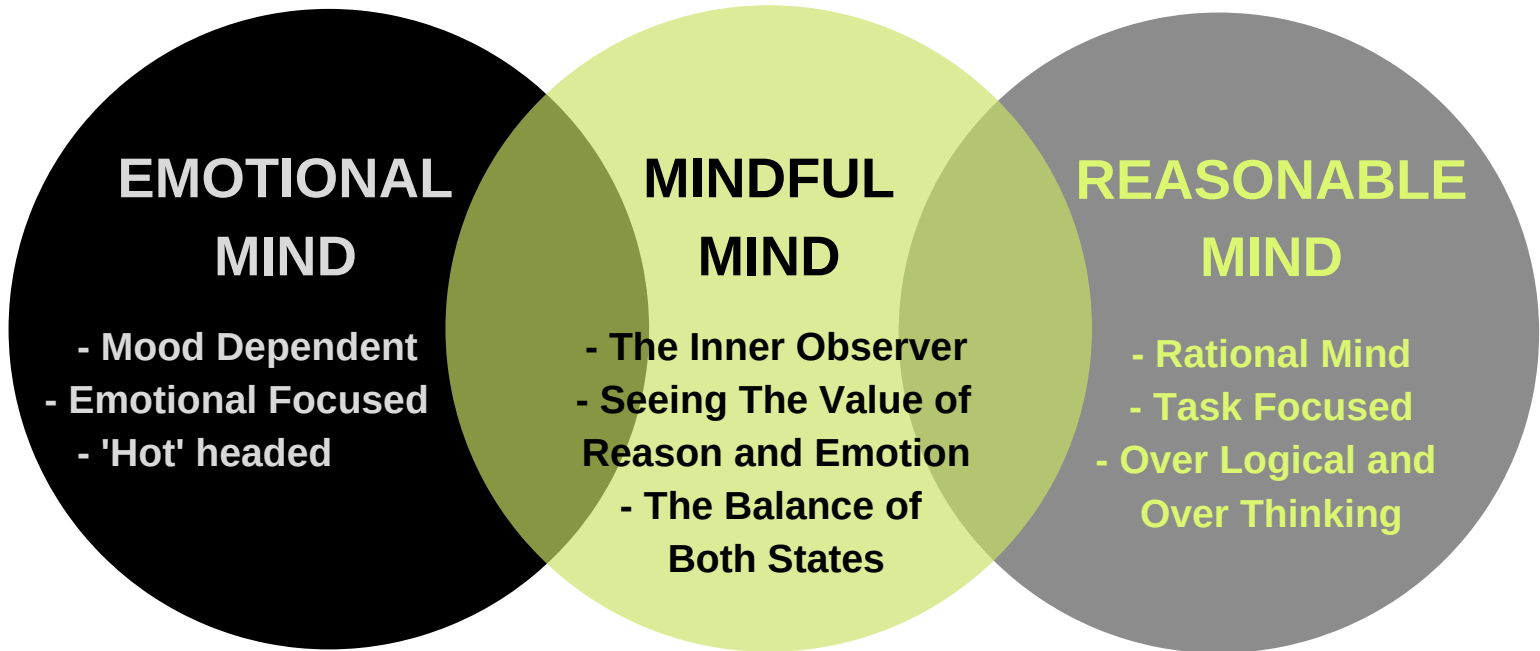 EMOTIONAL
MIND
- Mood Dependent
- Emotional Focused
- 'Hot' headed
MINDFUL
MIND
- The Inner Observer
- Seeing The Value of
Reason and Emotion
- The Balance of
Both States
REASONABLE
MIND
- Rational Mind
- Task Focused
- Over Logical and
Over Thinking